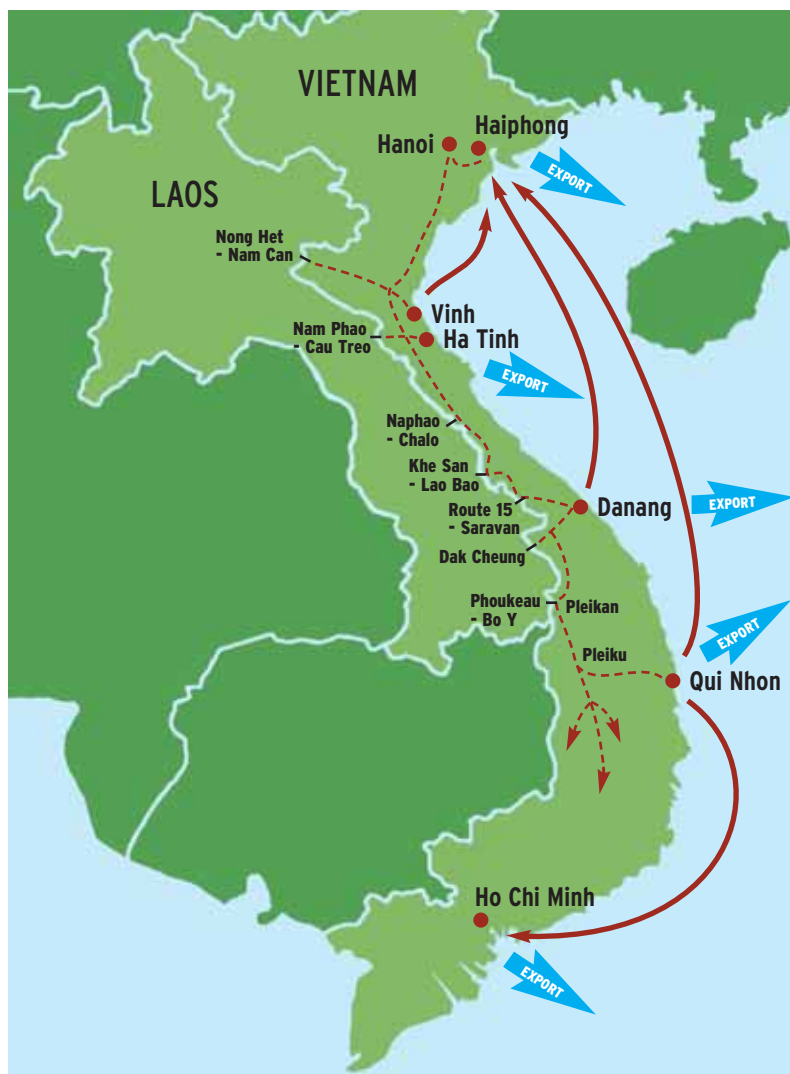 VIETNAM
Haiphong
Hanoi
EXPORT
LAOS
Nong Het
- Nam Can
Vinh
Nam Phao
- Cau Treo
Ha Tinh
EXPORT
Naphao
- Chalo
Khe San
- Lao Bao
Route 15
- Saravan
Danang
EXPORT
Dak Cheung
Phoukeau
- Bo Y
Pleikan
EXPORT
Pleiku
Qui Nhon
Ho Chi Minh
EXPORT